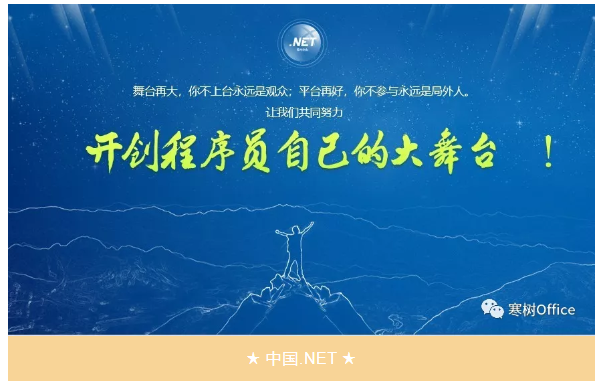 .NET
舞台再大，你不上台永远是观众；平台再好，你不参与永远是局外人。
让我们共同努力
开创程序员自己的大舞台 ！
寒树Office
★ 中国.NET ★